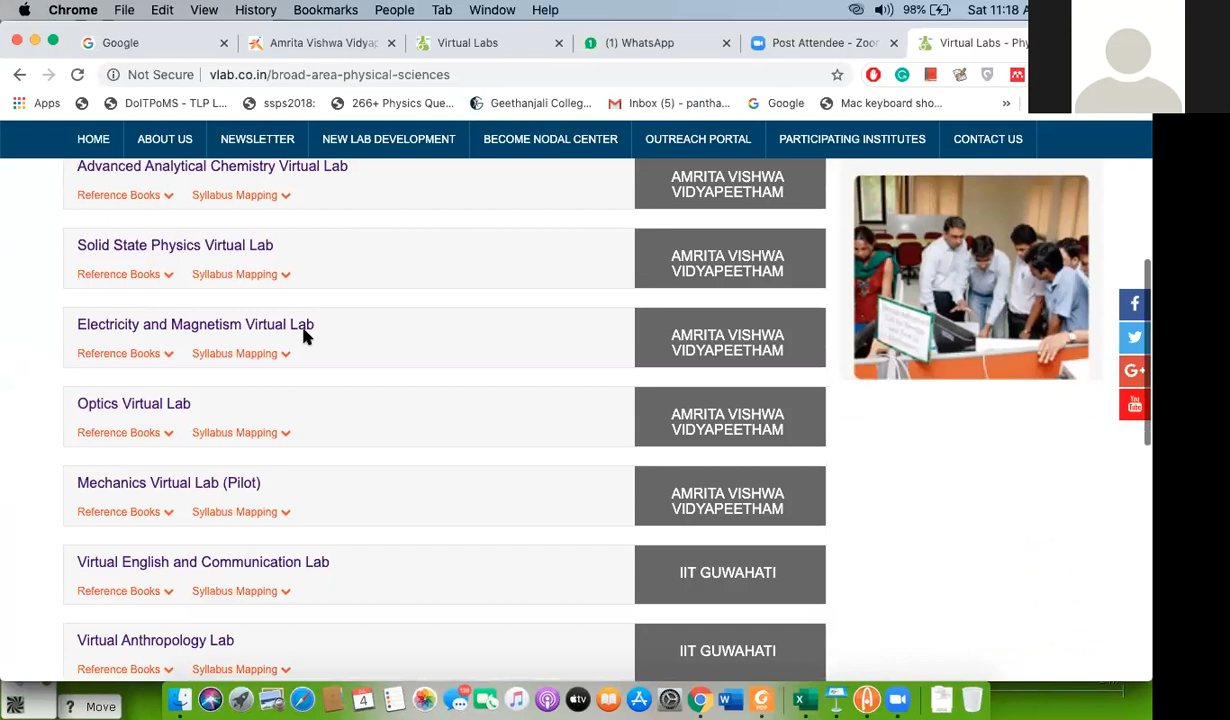 Chrome File Edit View History Bookmarks People Tab Window Help 98% Sat 11:18 A
Google Amrita Vishwa Vidyap Virtual Labs (1) WhatsApp Post Attendee - Zoo Virtual Labs - Phy
Not Secure vlab.co.in/broad-area-physical-sciences
Apps DoITPoMS - TLP L... ssps2018: 266+ Physics Que... Geethanjali Colleg... Inbox (5) - pantha... Google Mac keyboard sho... »
HOME ABOUT US NEWSLETTER NEW LAB DEVELOPMENT BECOME NODAL CENTER OUTREACH PORTAL PARTICIPATING INSTITUTES CONTACT US
Advanced Analytical Chemistry Virtual Lab
Reference Books Syllabus Mapping
AMRITA VISHWA
VIDYAPEETHAM
Solid State Physics Virtual Lab
Reference Books Syllabus Mapping
AMRITA VISHWA
VIDYAPEETHAM
Electricity and Magnetism Virtual Lab
Reference Books Syllabus Mapping
AMRITA VISHWA
VIDYAPEETHAM
Optics Virtual Lab
Reference Books Syllabus Mapping
AMRITA VISHWA
VIDYAPEETHAM
Mechanics Virtual Lab (Pilot)
Reference Books Syllabus Mapping
AMRITA VISHWA
VIDYAPEETHAM
Virtual English and Communication Lab
Reference Books Syllabus Mapping
IIT GUWAHATI
Virtual Anthropology Lab
Reference Books Syllabus Mapping
IIT GUWAHATI
? Move